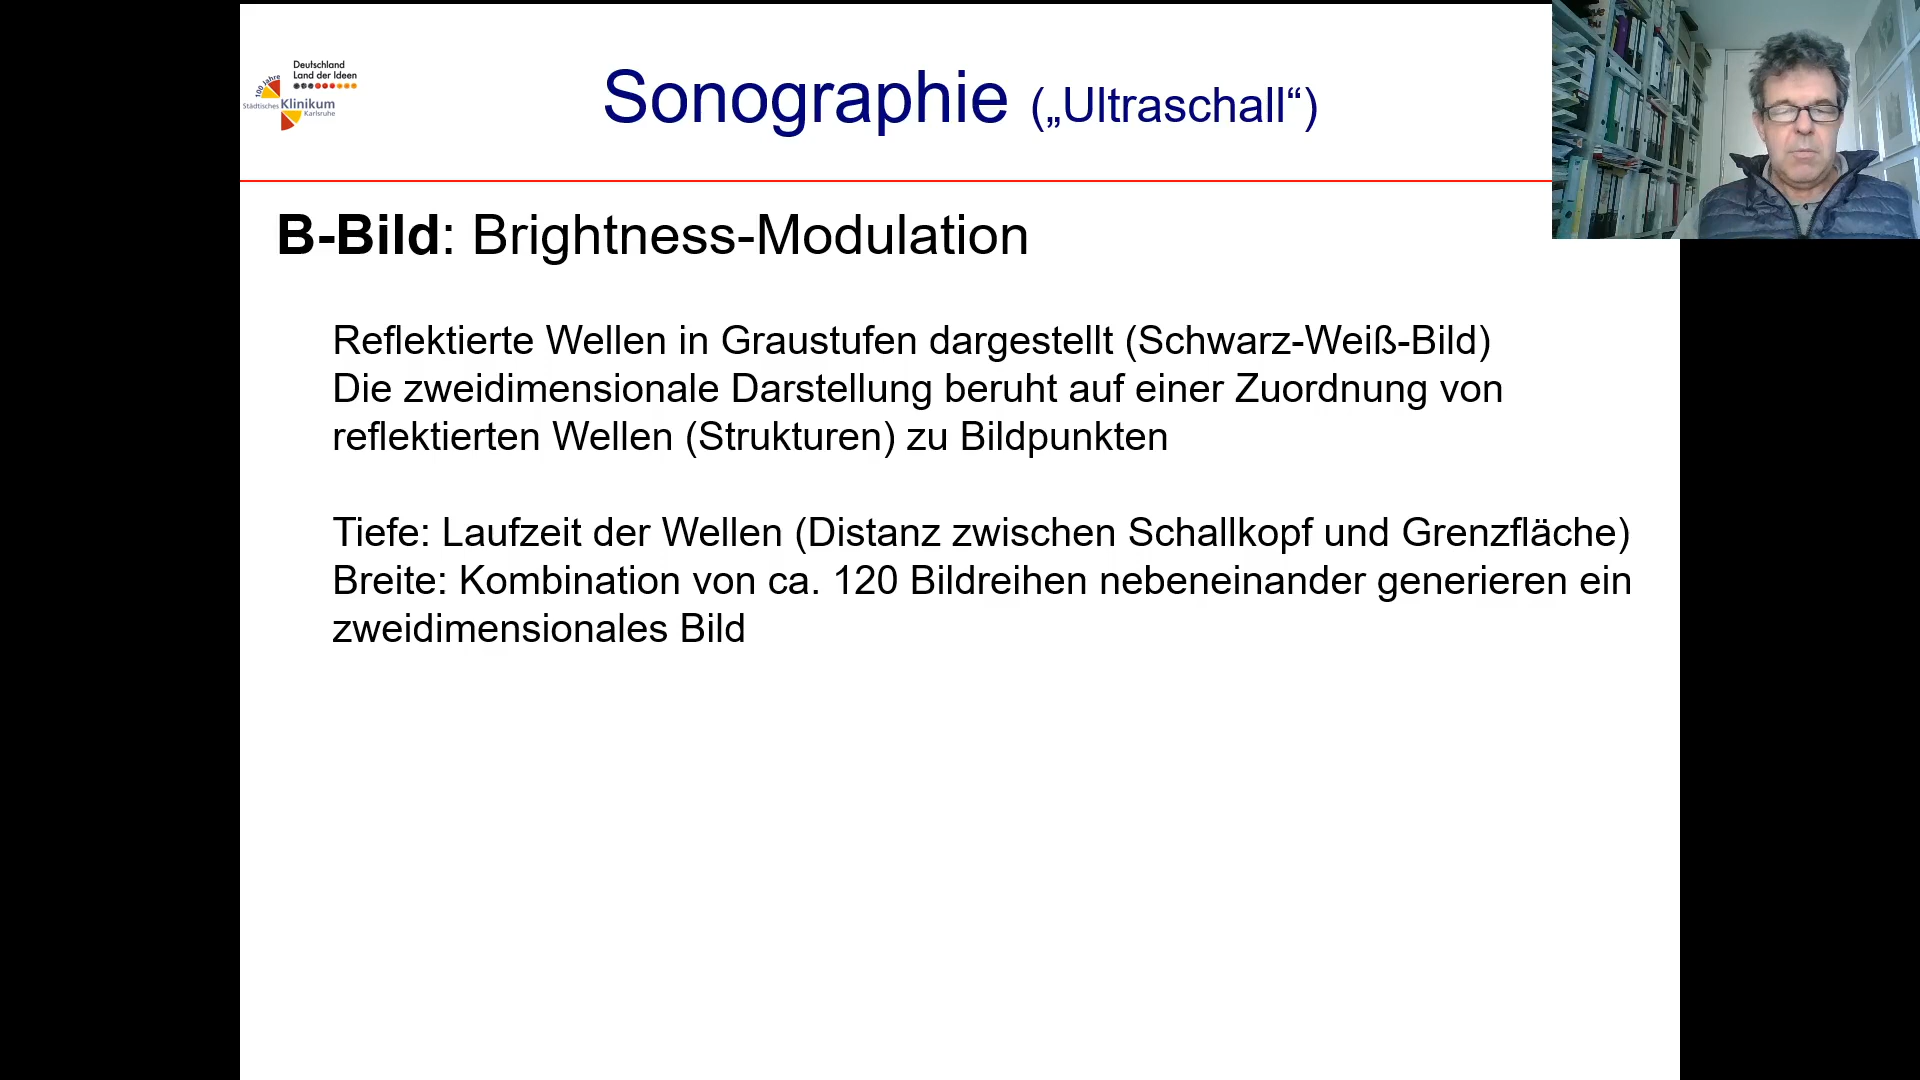 Deutschland
Land der Ideen
100 Jahre
Städtisches Klinikum
Karlsruhe
Sonographie („Ultraschall“)
B-Bild: Brightness-Modulation
Reflektierte Wellen in Graustufen dargestellt (Schwarz-Weiß-Bild)
Die zweidimensionale Darstellung beruht auf einer Zuordnung von
reflektierten Wellen (Strukturen) zu Bildpunkten
Tiefe: Laufzeit der Wellen (Distanz zwischen Schallkopf und Grenzfläche)
Breite: Kombination von ca. 120 Bildreihen nebeneinander generieren ein
zweidimensionales Bild